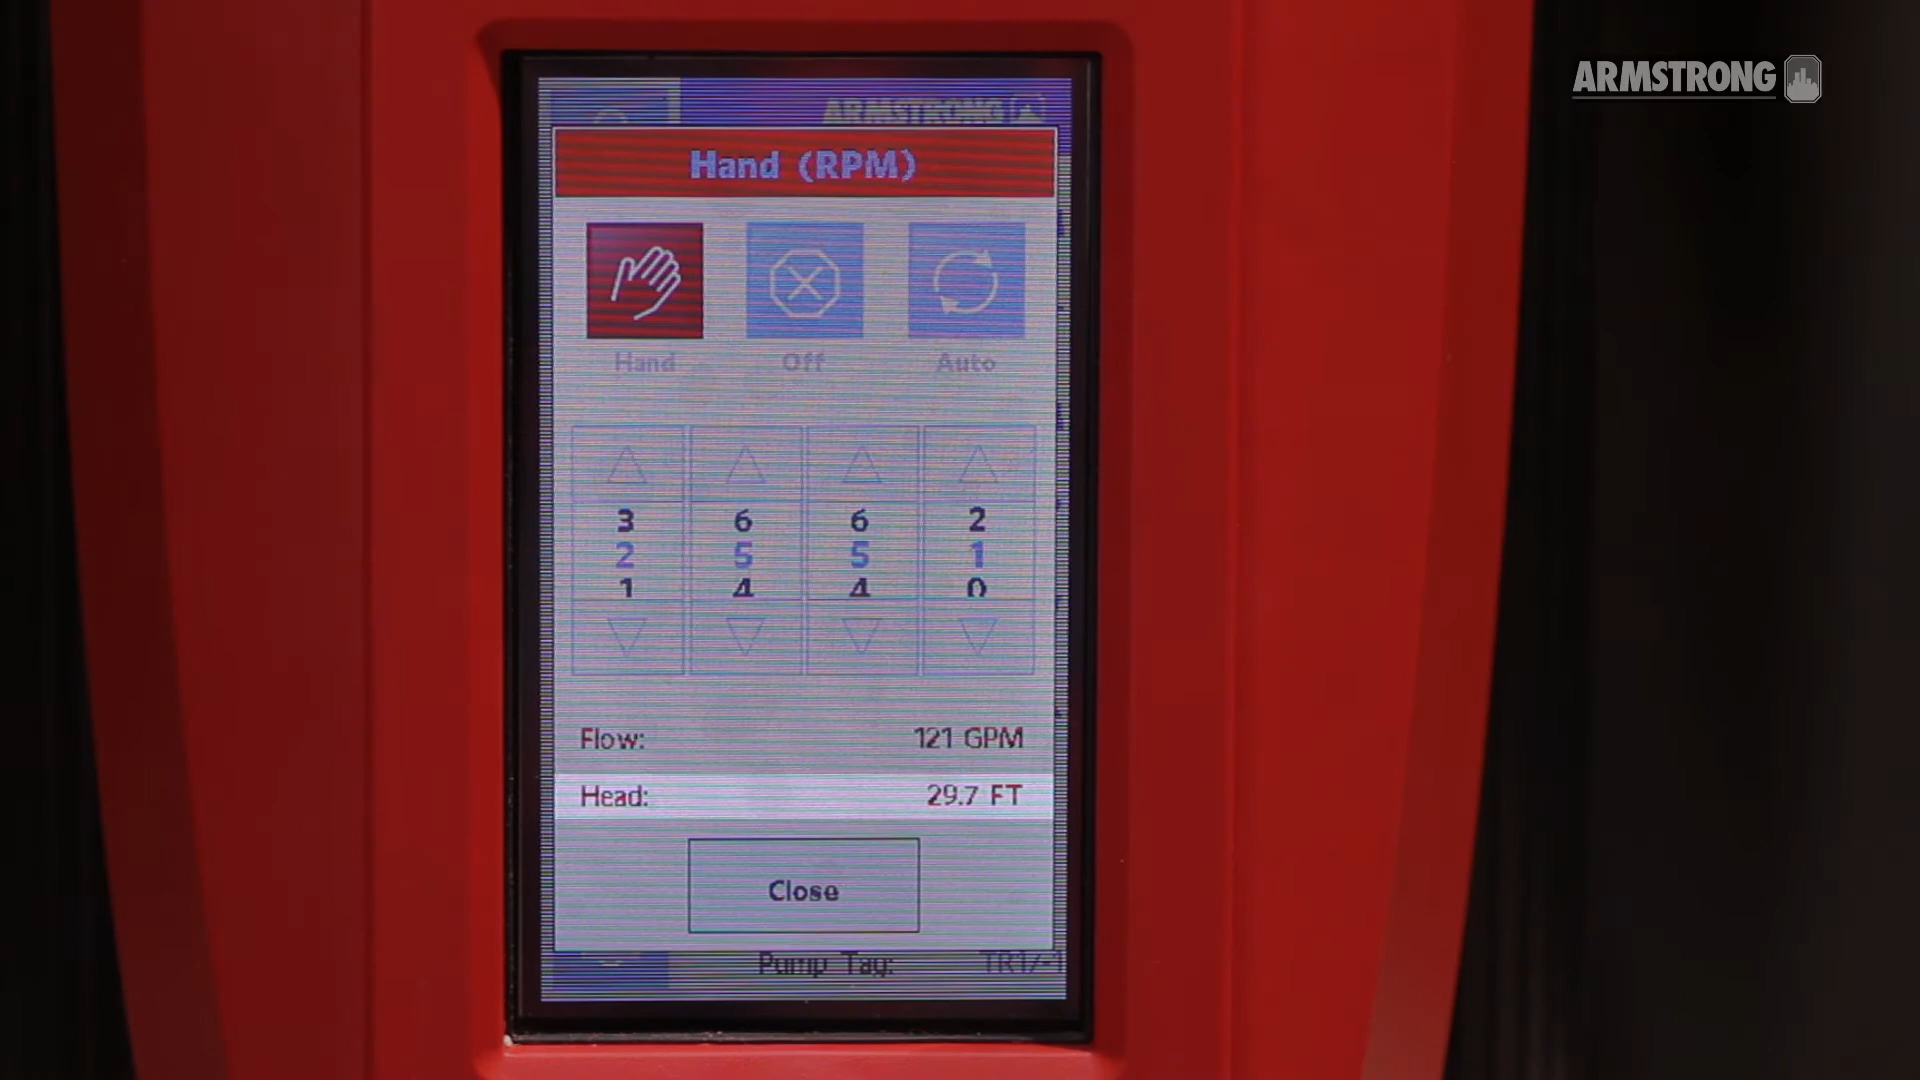 ARMSTRONG
ARMSTRONG
Hand (RPM)
Hand Off Auto
3 6 6 2
2 5 5 1
1 4 4 0
Flow: 121 GPM
Head: 29.7 FT
Close
Pump Tag: